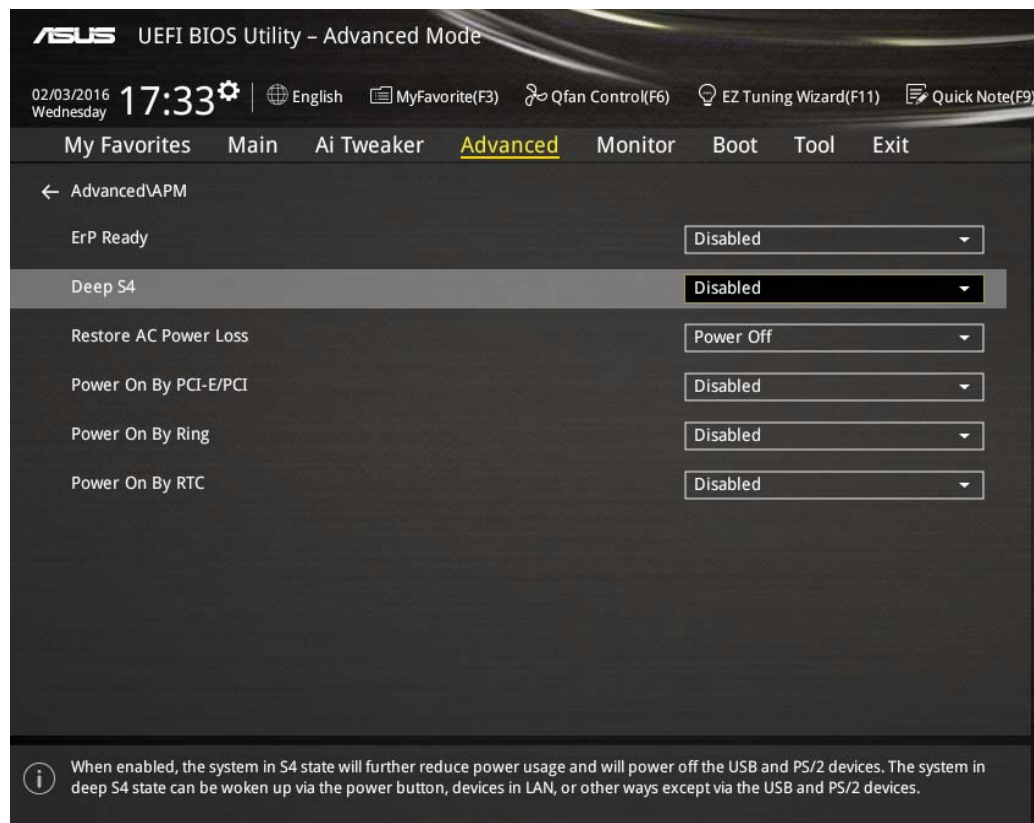 ASUS UEFI BIOS Utility – Advanced Mode
02/03/2016 Wednesday 17:33 English MyFavorite(F3) Qfan Control(F6) EZ Tuning Wizard(F11) Quick Note(F9)
My Favorites Main Ai Tweaker Advanced Monitor Boot Tool Exit
← Advanced\APM
ErP Ready Disabled
Deep S4 Disabled
Restore AC Power Loss Power Off
Power On By PCI-E/PCI Disabled
Power On By Ring Disabled
Power On By RTC Disabled
When enabled, the system in S4 state will further reduce power usage and will power off the USB and PS/2 devices. The system in
deep S4 state can be woken up via the power button, devices in LAN, or other ways except via the USB and PS/2 devices.